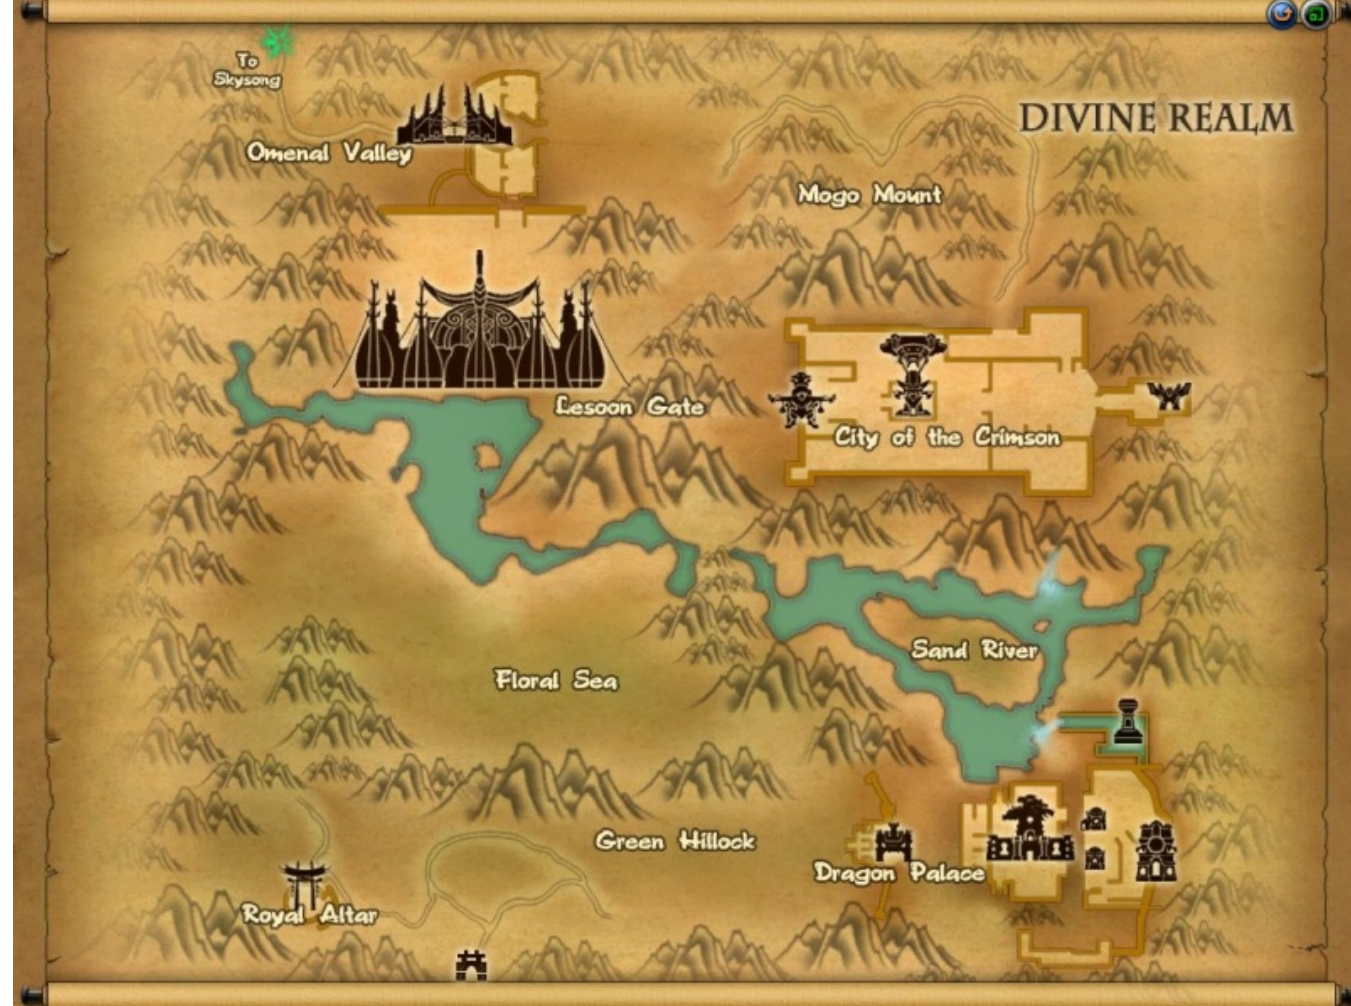 To
Skysong
DIVINE REALM
Omenal Valley
Mogo Mount
Lesoon Gate
City of the Crimson
Sand River
Floral Sea
Green Hillock
Dragon Palace
Royal Altar